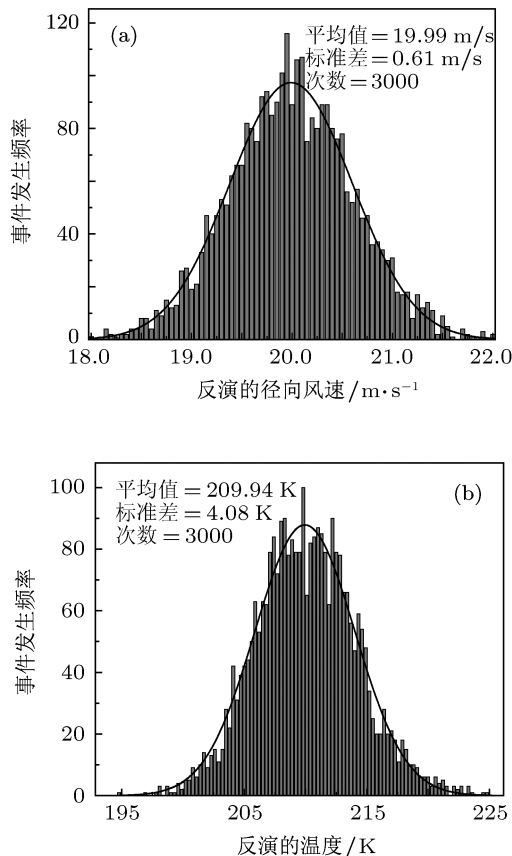 120
(a)
平均值=19.99 m/s
标准差=0.61 m/s
次数=3000
80
40
0
事件发生频率
18.0 19.0 20.0 21.0 22.0
反演的径向风速/m·s⁻¹
100
平均值=209.94 K
(b)
标准差=4.08 K
次数=3000
80
60
40
20
0
事件发生频率
195 205 215 225
反演的温度/K